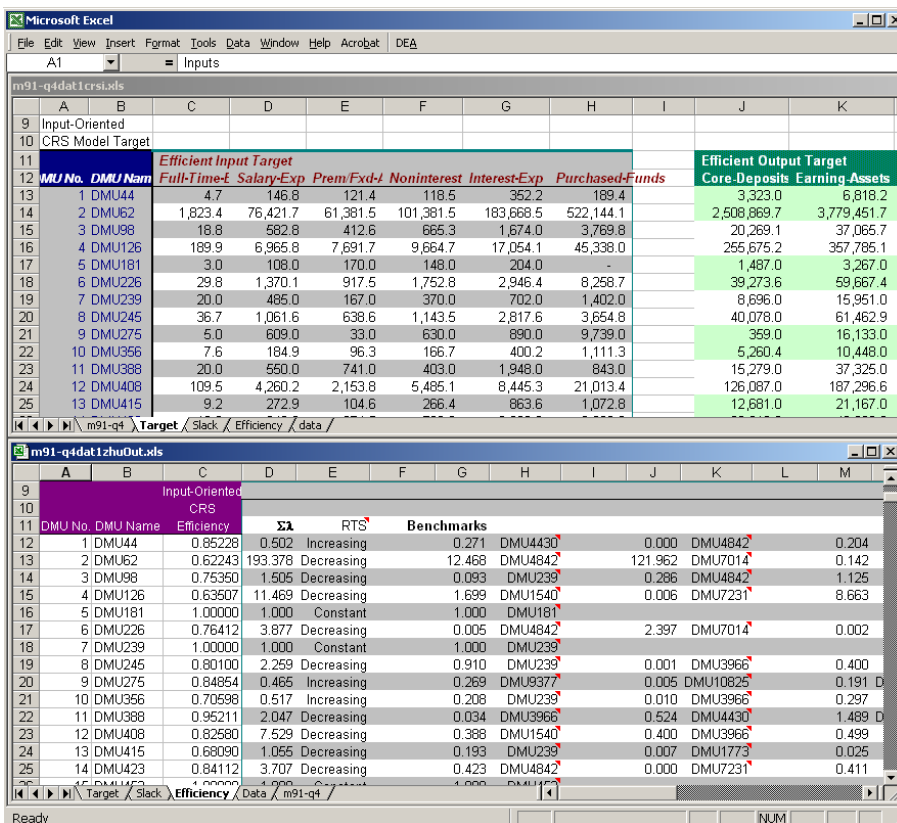 Microsoft Excel
File Edit View Insert Format Tools Data Window Help Acrobat DEA
A1 = Inputs
m91-q4dat1crsi.xls
A B C D E F G H I J K
9 Input-Oriented
10 CRS Model Target
11 Efficient Input Target Efficient Output Target
12 MU No. DMU Nam Full-Time-E Salary-Exp Prem/Fxd-A Noninterest Interest-Exp Purchased-Funds Core-Deposits Earning-Assets
13 1 DMU44 4.7 146.8 121.4 118.5 352.2 189.4 3,323.0 6,818.2
14 2 DMU62 1,823.4 76,421.7 61,381.5 101,381.5 183,668.5 522,144.1 2,508,869.7 3,779,451.7
15 3 DMU98 18.8 582.8 412.6 665.3 1,674.0 3,769.8 20,269.1 37,065.7
16 4 DMU126 189.9 6,965.8 7,691.7 9,664.7 17,054.1 45,338.0 255,675.2 357,785.1
17 5 DMU181 3.0 108.0 170.0 148.0 204.0 - 1,487.0 3,267.0
18 6 DMU226 29.8 1,370.1 917.5 1,752.8 2,946.4 8,258.7 39,273.6 59,667.4
19 7 DMU239 20.0 485.0 167.0 370.0 702.0 1,402.0 8,696.0 15,951.0
20 8 DMU245 36.7 1,061.6 638.6 1,143.5 2,817.6 3,654.8 40,078.0 61,462.9
21 9 DMU275 5.0 609.0 33.0 630.0 890.0 9,739.0 359.0 16,133.0
22 10 DMU356 7.6 184.9 96.3 166.7 400.2 1,111.3 5,260.4 10,448.0
23 11 DMU388 20.0 550.0 741.0 403.0 1,948.0 843.0 15,279.0 37,325.0
24 12 DMU408 109.5 4,260.2 2,153.8 5,485.1 8,445.3 21,013.4 126,087.0 187,296.6
25 13 DMU415 9.2 272.9 104.6 266.4 863.6 1,072.8 12,681.0 21,167.0
m91-q4 Target Slack Efficiency data
m91-q4dat1zhuOut.xls
A B C D E F G H I J K L M
9 Input-Oriented
10 CRS
11 DMU No. DMU Name Efficiency Σλ RTS Benchmarks
12 1 DMU44 0.85228 0.502 Increasing 0.271 DMU4430 0.000 DMU4842 0.204
13 2 DMU62 0.62243 193.378 Decreasing 12.468 DMU4842 121.962 DMU7014 0.142
14 3 DMU98 0.75350 1.505 Decreasing 0.093 DMU239 0.286 DMU4842 1.125
15 4 DMU126 0.63507 11.469 Decreasing 1.699 DMU1540 0.006 DMU7231 8.663
16 5 DMU181 1.00000 1.000 Constant 1.000 DMU181
17 6 DMU226 0.76412 3.877 Decreasing 0.005 DMU4842 2.397 DMU7014 0.002
18 7 DMU239 1.00000 1.000 Constant 1.000 DMU239
19 8 DMU245 0.80100 2.259 Decreasing 0.910 DMU239 0.001 DMU3966 0.400
20 9 DMU275 0.84854 0.465 Increasing 0.269 DMU9377 0.005 DMU10825 0.191 D
21 10 DMU356 0.70598 0.517 Increasing 0.208 DMU239 0.010 DMU3966 0.297
22 11 DMU388 0.95211 2.047 Decreasing 0.034 DMU3966 0.524 DMU4430 1.489 D
23 12 DMU408 0.82580 7.529 Decreasing 0.388 DMU1540 0.400 DMU3966 0.499
24 13 DMU415 0.68090 1.055 Decreasing 0.193 DMU239 0.007 DMU1773 0.025
25 14 DMU423 0.84112 3.707 Decreasing 0.423 DMU4842 0.000 DMU7231 0.411
Target Slack Efficiency Data m91-q4
Ready NUM